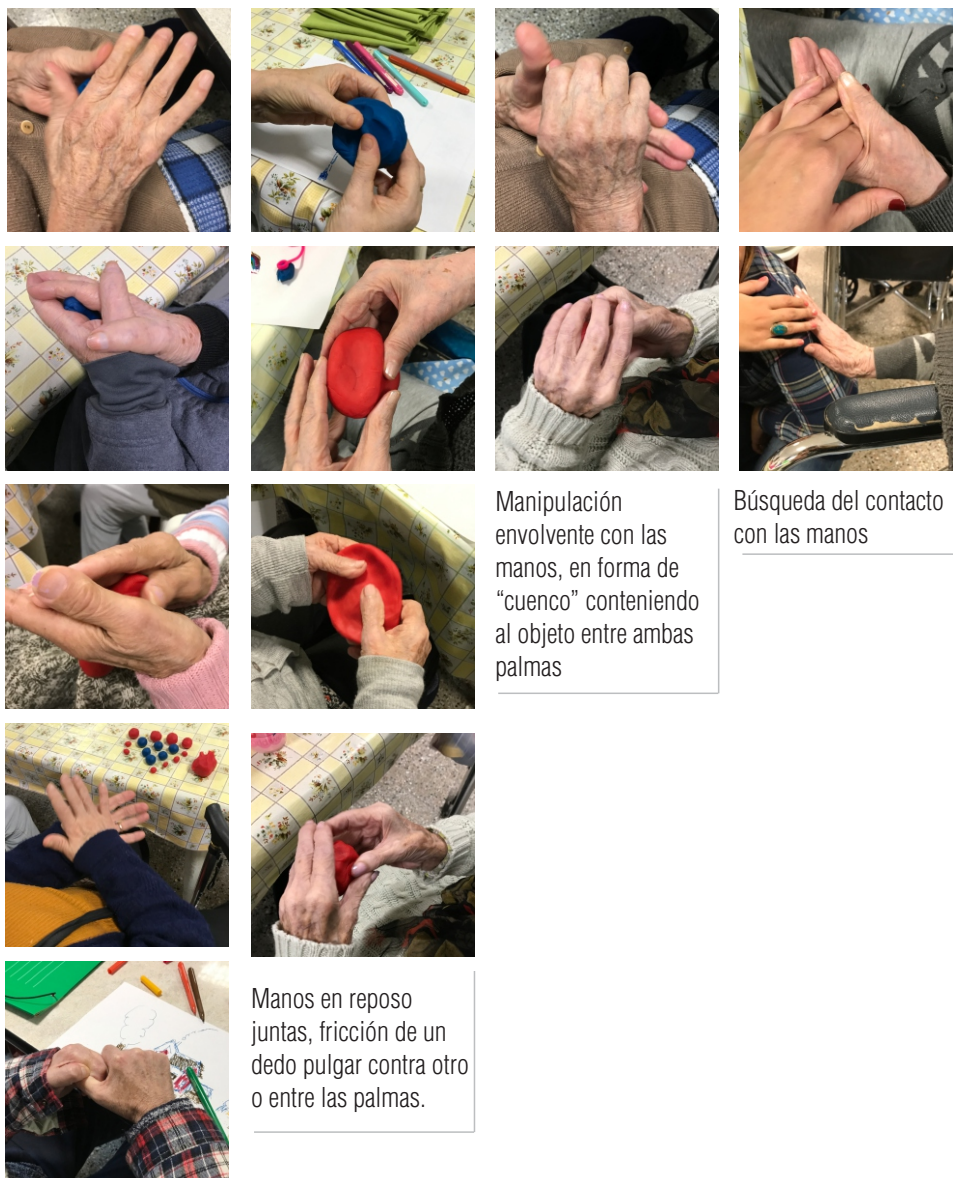 Manipulación
envolvente con las
manos, en forma de
“cuenco” conteniendo
al objeto entre ambas
palmas
Búsqueda del contacto
con las manos
Manos en reposo
juntas, fricción de un
dedo pulgar contra otro
o entre las palmas.